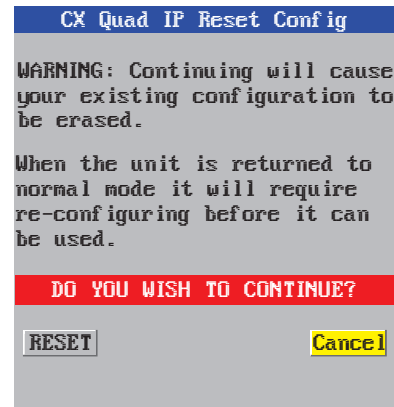 CX Quad IP Reset Config
WARNING: Continuing will cause
your existing configuration to
be erased.
When the unit is returned to
normal mode it will require
re-configuring before it can
be used.
DO YOU WISH TO CONTINUE?
RESET Cancel